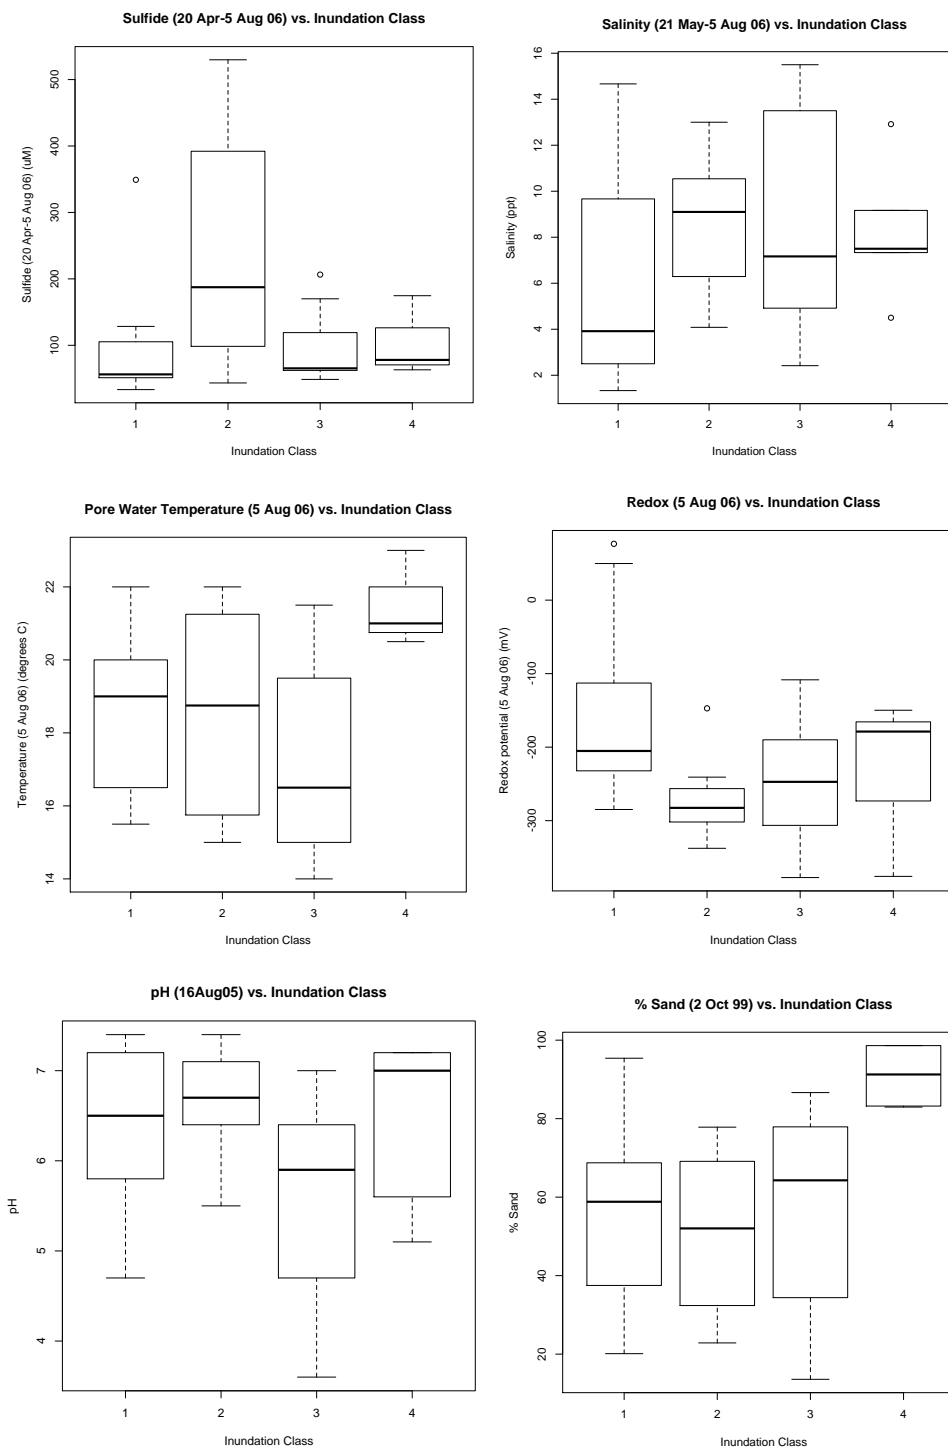 Sulfide (20 Apr-5 Aug 06) vs. Inundation Class
Sulfide (20 Apr-5 Aug 06) (uM)
500
400
300
200
100
1 2 3 4
Inundation Class
Salinity (21 May-5 Aug 06) vs. Inundation Class
Salinity (ppt)
16
14
12
10
8
6
4
2
1 2 3 4
Inundation Class
Pore Water Temperature (5 Aug 06) vs. Inundation Class
Temperature (5 Aug 06) (degrees C)
22
20
18
16
14
1 2 3 4
Inundation Class
Redox (5 Aug 06) vs. Inundation Class
Redox potential (5 Aug 06) (mV)
0
-100
-200
-300
1 2 3 4
Inundation Class
pH (16Aug05) vs. Inundation Class
pH
7
6
5
4
1 2 3 4
Inundation Class
% Sand (2 Oct 99) vs. Inundation Class
% Sand
100
80
60
40
20
1 2 3 4
Inundation Class